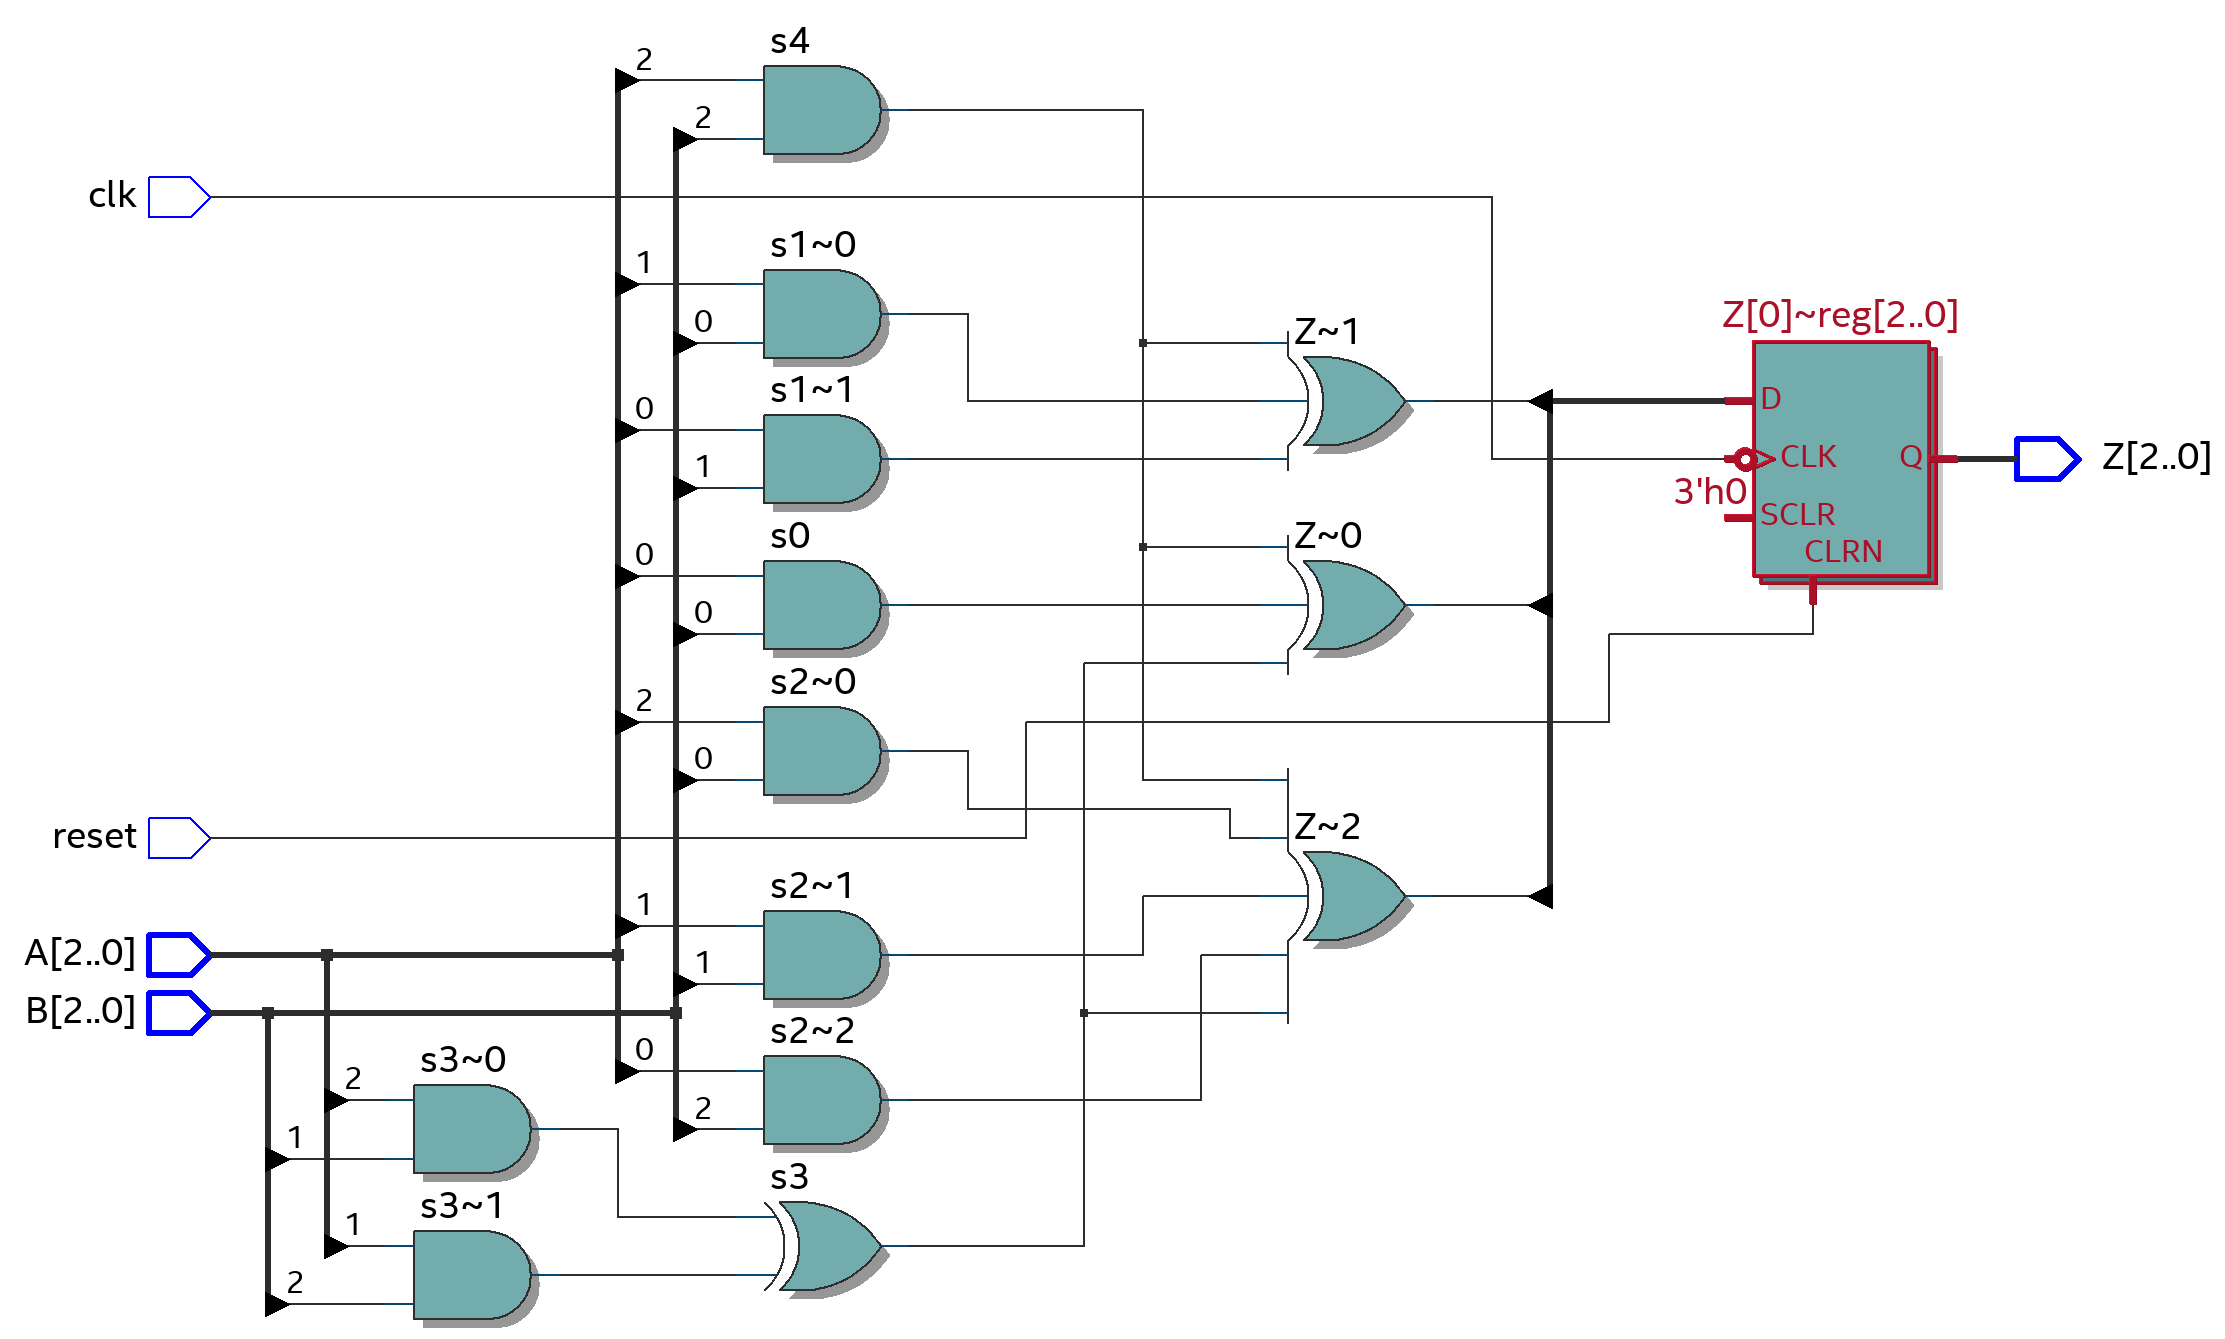 s4
2
2
clk
s1~0
1
0
s1~1
0
1
s0
0
0
s2~0
2
0
reset
s2~1
1
1
A[2..0]
B[2..0]
s2~2
0
2
s3~0
2
1
s3~1
1
2
s3
Z~1
Z~0
Z~2
Z[0]~reg[2..0]
D
CLK
Q
3'h0
SCLR
CLRN
Z[2..0]